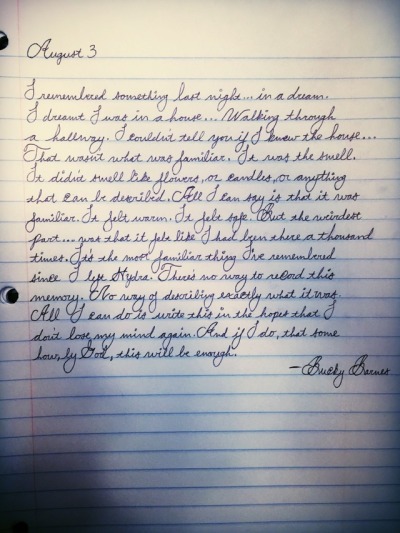 August 3
I remembered something last night... in a dream.
I dreamt I was in a house... Walking through
a hallway. I couldn't tell you if I knew the house...
That wasn't what was familiar. It was the smell.
It didn't smell like flowers, or candles, or anything
that can be described. All I can say is that it was
familiar. It felt warm. It felt safe. But the weirdest
part... was that it felt like I had been there a thousand
times. Its the most familiar thing I've remembered
since I left Hydra. There's no way to record this
memory. No way of describing exactly what it was.
All I can do is write this in the hopes that I
don't lose my mind again. And if I do, that some
how, by God, this will be enough.
—Bucky Barnes